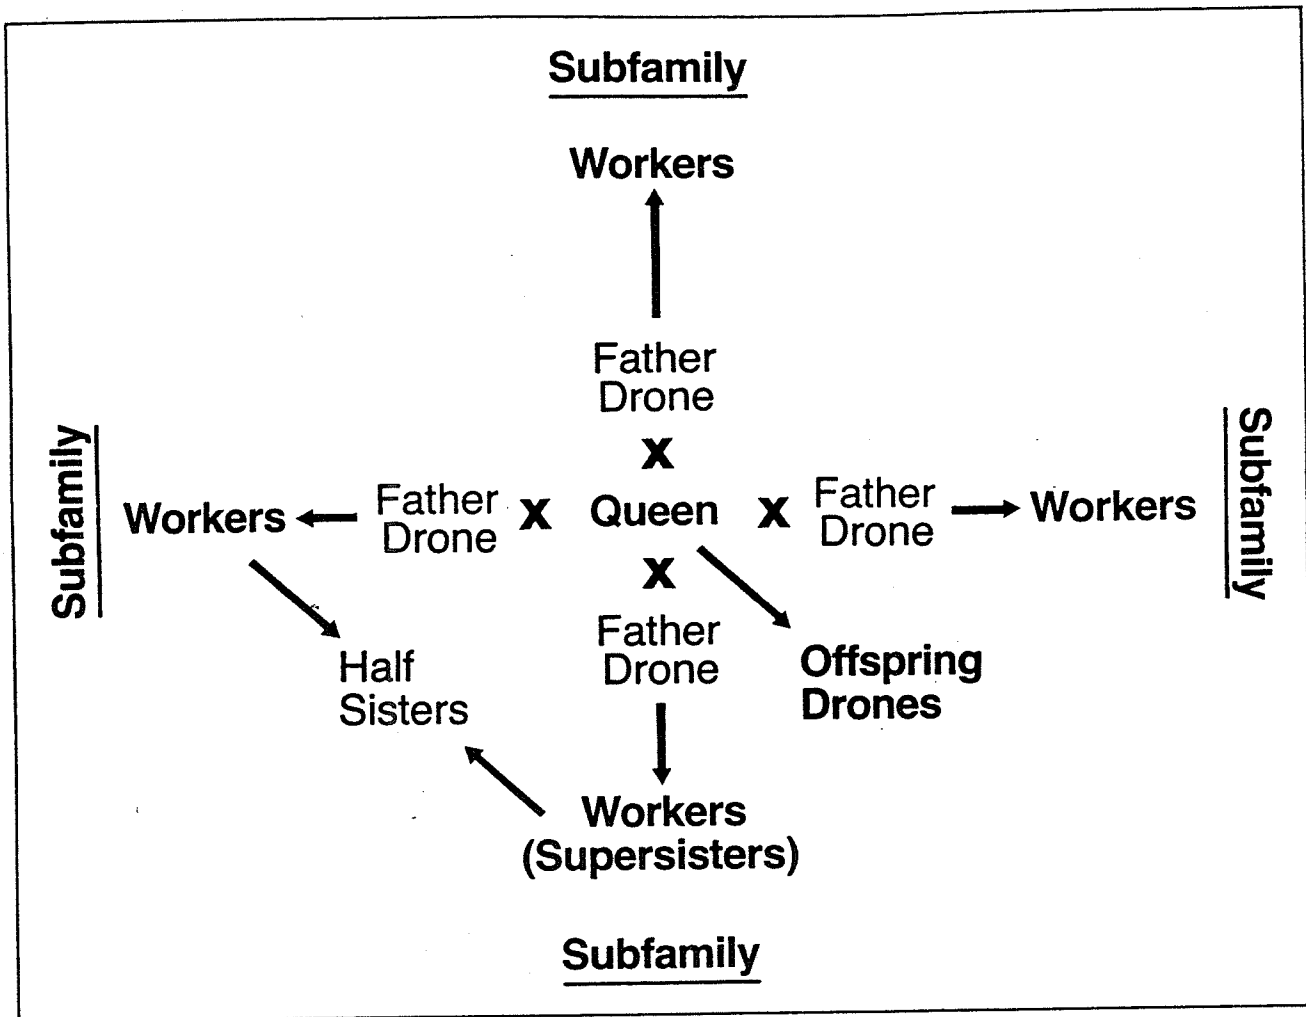 Subfamily
Workers
Father
Drone
X
Subfamily
Workers
Father
Drone
X
Queen
X
Father
Drone
Workers
Subfamily
X
Father
Drone
Offspring
Drones
Half
Sisters
Workers
(Supersisters)
Subfamily